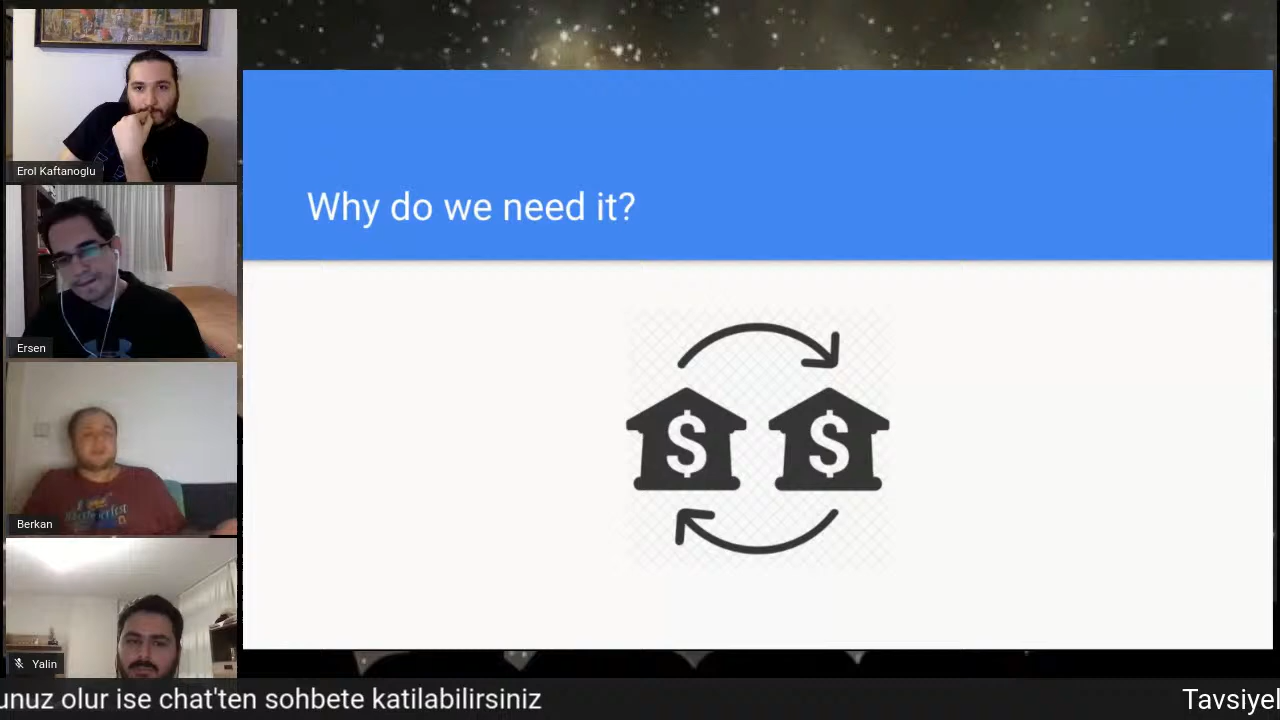 Erol Kaftanoglu
Why do we need it?
Ersen
$ $
Berkan
Yalin
unuz olur ise chat'ten sohbete katilabilirsiniz
Tavsiyel